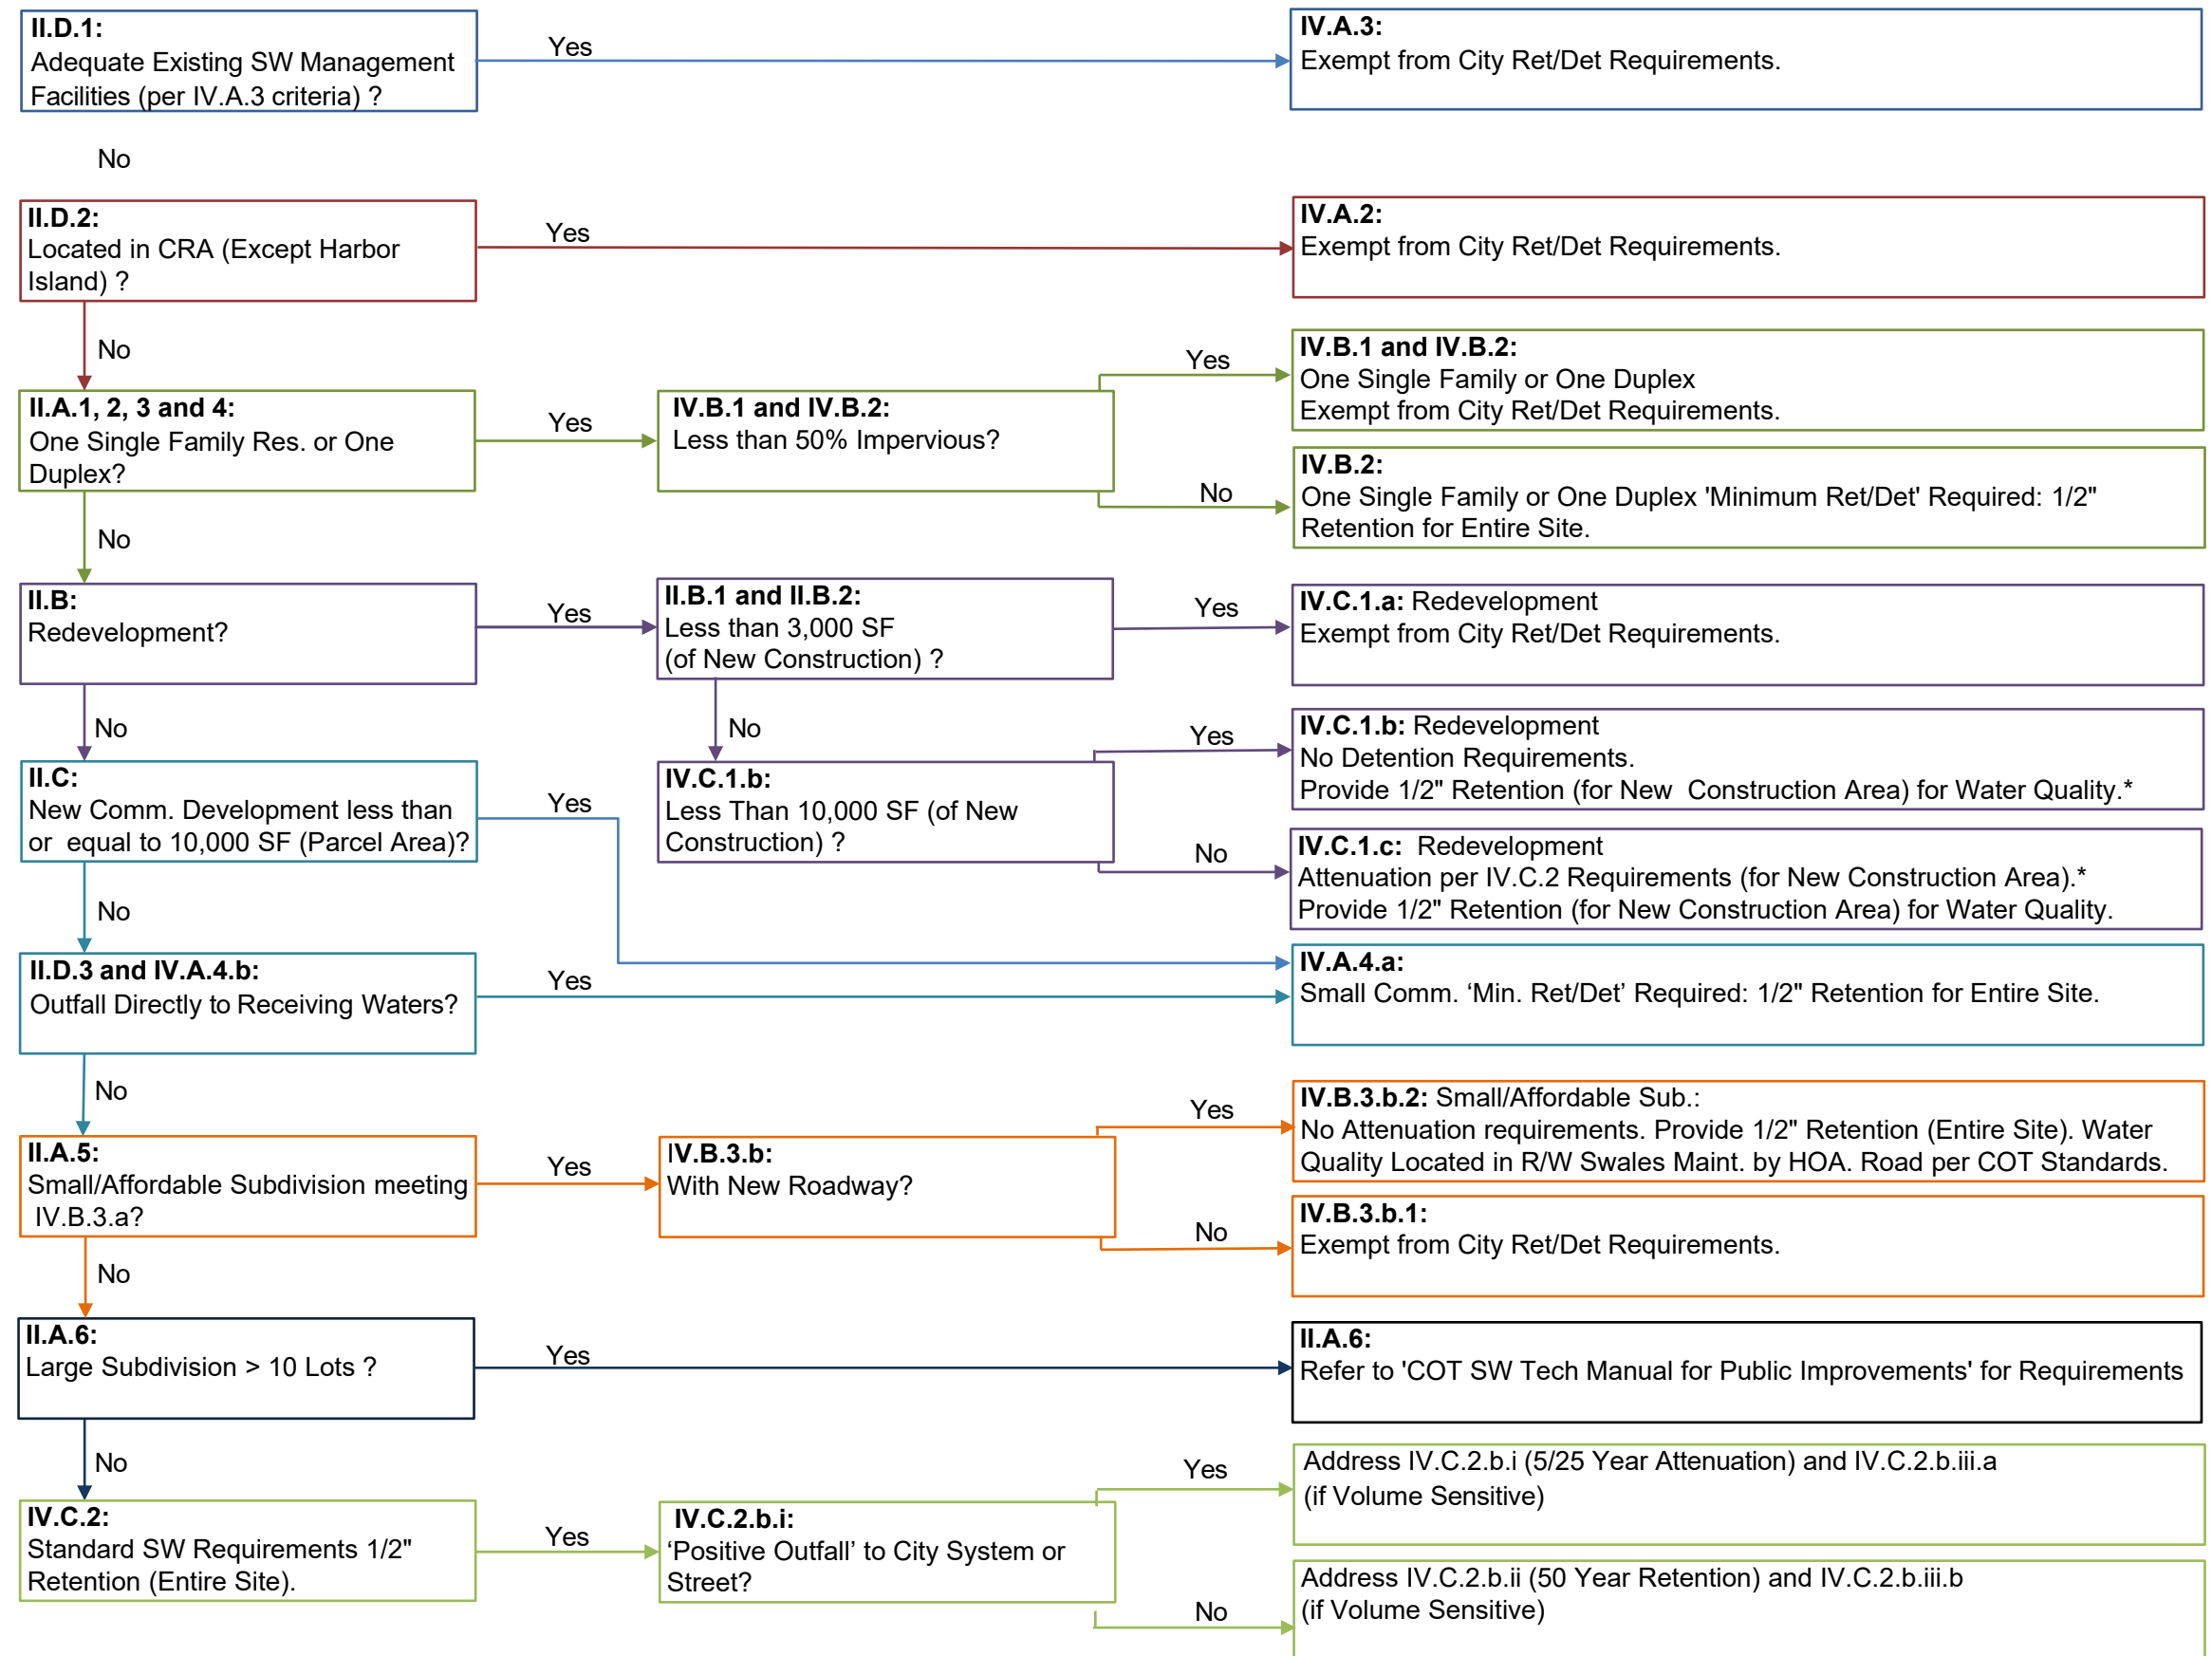 II.D.1:
Adequate Existing SW Management
Facilities (per IV.A.3 criteria) ?
Yes
IV.A.3:
Exempt from City Ret/Det Requirements.
No
II.D.2:
Located in CRA (Except Harbor
Island) ?
Yes
IV.A.2:
Exempt from City Ret/Det Requirements.
No
II.A.1, 2, 3 and 4:
One Single Family Res. or One
Duplex?
Yes
IV.B.1 and IV.B.2:
Less than 50% Impervious?
Yes
IV.B.1 and IV.B.2:
One Single Family or One Duplex
Exempt from City Ret/Det Requirements.
No
IV.B.2:
One Single Family or One Duplex 'Minimum Ret/Det' Required: 1/2"
Retention for Entire Site.
No
II.B:
Redevelopment?
Yes
II.B.1 and II.B.2:
Less than 3,000 SF
(of New Construction) ?
Yes
IV.C.1.a: Redevelopment
Exempt from City Ret/Det Requirements.
No
No
IV.C.1.b:
Less Than 10,000 SF (of New
Construction) ?
Yes
IV.C.1.b: Redevelopment
No Detention Requirements.
Provide 1/2" Retention (for New Construction Area) for Water Quality.*
No
IV.C.1.c: Redevelopment
Attenuation per IV.C.2 Requirements (for New Construction Area).*
Provide 1/2" Retention (for New Construction Area) for Water Quality.
II.C:
New Comm. Development less than
or equal to 10,000 SF (Parcel Area)?
Yes
No
II.D.3 and IV.A.4.b:
Outfall Directly to Receiving Waters?
Yes
IV.A.4.a:
Small Comm. ‘Min. Ret/Det’ Required: 1/2" Retention for Entire Site.
No
II.A.5:
Small/Affordable Subdivision meeting
IV.B.3.a?
Yes
IV.B.3.b:
With New Roadway?
Yes
IV.B.3.b.2: Small/Affordable Sub.:
No Attenuation requirements. Provide 1/2" Retention (Entire Site). Water
Quality Located in R/W Swales Maint. by HOA. Road per COT Standards.
No
IV.B.3.b.1:
Exempt from City Ret/Det Requirements.
No
II.A.6:
Large Subdivision > 10 Lots ?
Yes
II.A.6:
Refer to 'COT SW Tech Manual for Public Improvements' for Requirements
No
IV.C.2:
Standard SW Requirements 1/2"
Retention (Entire Site).
Yes
IV.C.2.b.i:
‘Positive Outfall’ to City System or
Street?
Yes
Address IV.C.2.b.i (5/25 Year Attenuation) and IV.C.2.b.iii.a
(if Volume Sensitive)
No
Address IV.C.2.b.ii (50 Year Retention) and IV.C.2.b.iii.b
(if Volume Sensitive)